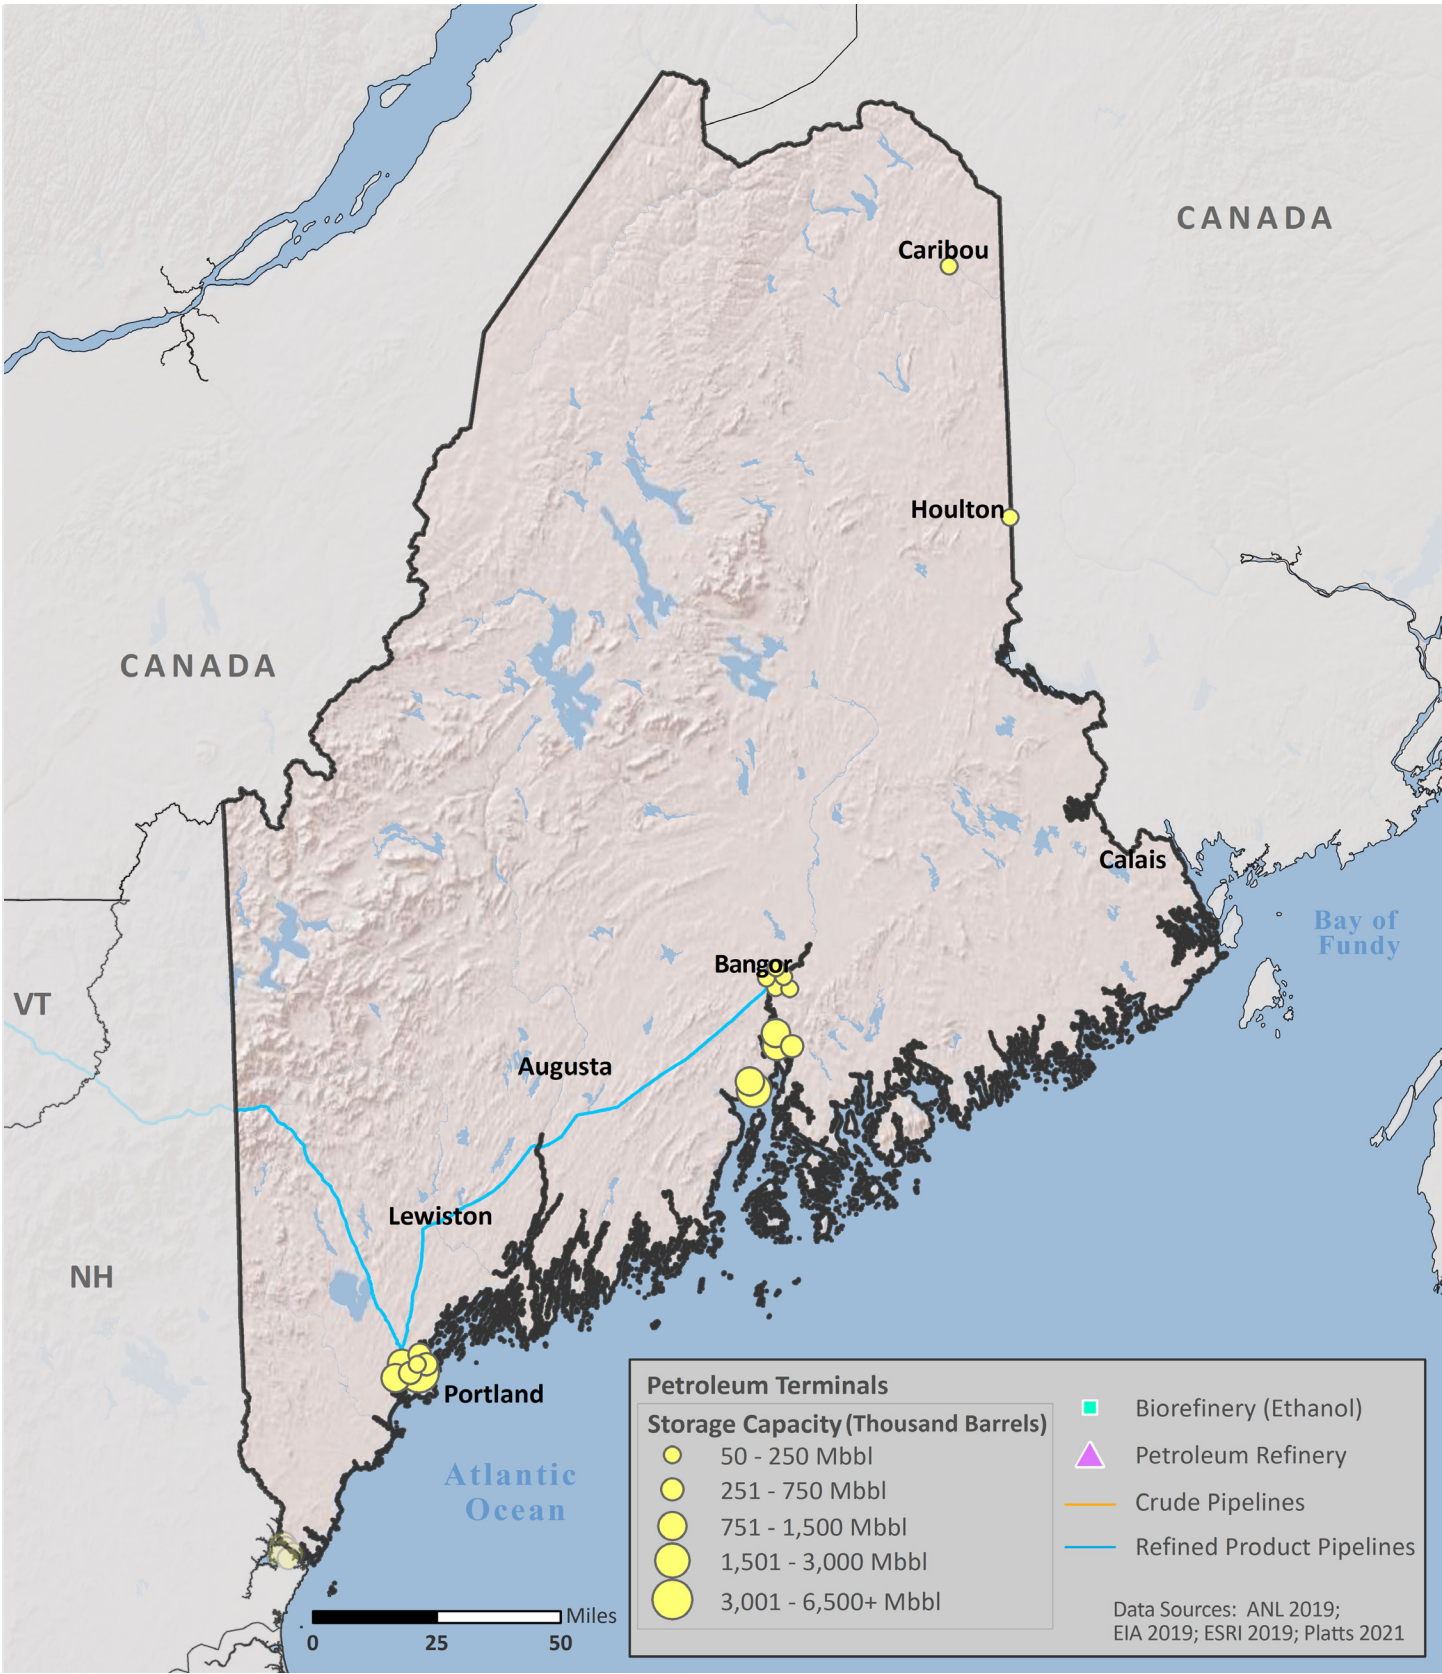 CANADA
Caribou
Houlton
CANADA
Calais
Bay of
Fundy
Bangor
VT
Augusta
Lewiston
NH
Portland
Atlantic
Ocean
Miles
0 25 50
Petroleum Terminals
Storage Capacity (Thousand Barrels)
50 - 250 Mbbl
251 - 750 Mbbl
751 - 1,500 Mbbl
1,501 - 3,000 Mbbl
3,001 - 6,500+ Mbbl
Biorefinery (Ethanol)
Petroleum Refinery
Crude Pipelines
Refined Product Pipelines
Data Sources: ANL 2019;
EIA 2019; ESRI 2019; Platts 2021